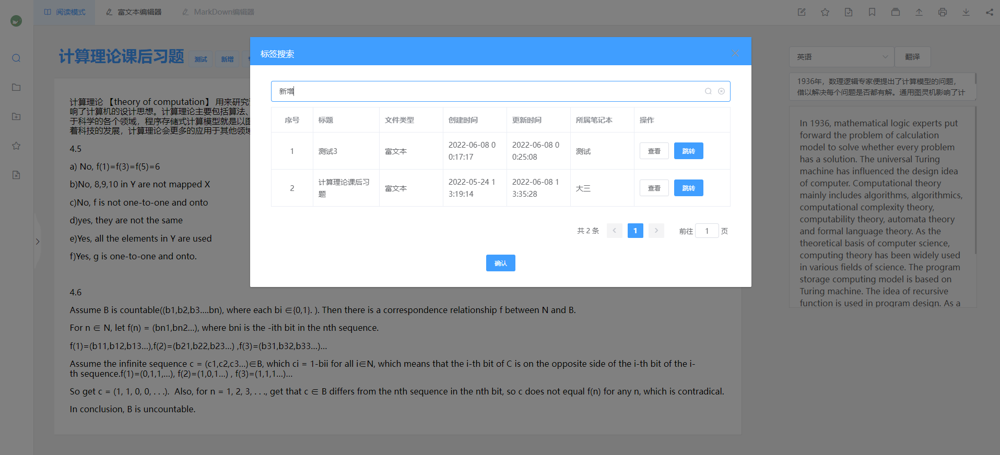 阅读模式
富文本编辑器
MarkDown编辑器
计算理论课后习题
测试
新增
标签搜索
新增
序号 标题 文件类型 创建时间 更新时间 所属笔记本 操作
1 测试3 富文本 2022-06-08 0 2022-06-08 0 测试 查看 跳转
0:17:17 0:25:08
2 计算理论课后习 富文本 2022-05-24 1 2022-06-08 1 大三 查看 跳转
题 3:19:14 3:35:28
共 2 条 1 前往 1 页
确认
计算理论 【theory of computation】 用来研究
响了计算机的设计思想。计算理论主要包括算法、
于科学的各个领域，程序存储式计算模型就是以图
着科技的发展，计算理论会更多的应用于其他领域
4.5
a) No, f(1)=f(3)=f(5)=6
b)No, 8,9,10 in Y are not mapped X
c)No, f is not one-to-one and onto
d)yes, they are not the same
e)Yes, all the elements in Y are used
f)Yes, g is one-to-one and onto.
4.6
Assume B is countable((b1,b2,b3....bn), where each bi ∈{0,1}. ). Then there is a correspondence relationship f between N and B.
For n ∈ N, let f(n) = (bn1,bn2...), where bni is the -ith bit in the nth sequence.
f(1)=(b11,b12,b13...),f(2)=(b21,b22,b23...) ,f(3)=(b31,b32,b33...)...
Assume the infinite sequence c = (c1,c2,c3...)∈B, which ci = 1-bii for all i∈N, which means that the i-th bit of C is on the opposite side of the i-th bit of the i-
th sequence.f(1)=(0,1,1,...), f(2)=(1,0,1...) , f(3)=(1,1,1...)...
So get c = (1, 1, 0, 0, . . .).  Also, for n = 1, 2, 3, . . ., get that c ∈ B differs from the nth sequence in the nth bit, so c does not equal f(n) for any n, which is contradical.
In conclusion, B is uncountable.
英语
翻译
1936年，数理逻辑专家便提出了计算模型的问题，
借以解决每个问题是否都有解。通用图灵机影响了计
In 1936, mathematical logic experts put
forward the problem of calculation
model to solve whether every problem
has a solution. The universal Turing
machine has influenced the design idea
of computer. Computational theory
mainly includes algorithms, algorithmics,
computational complexity theory,
computability theory, automata theory
and formal language theory. As the
theoretical basis of computer science,
computing theory has been widely used
in various fields of science. The program
storage computing model is based on
Turing machine. The idea of recursive
function is used in program design. As a